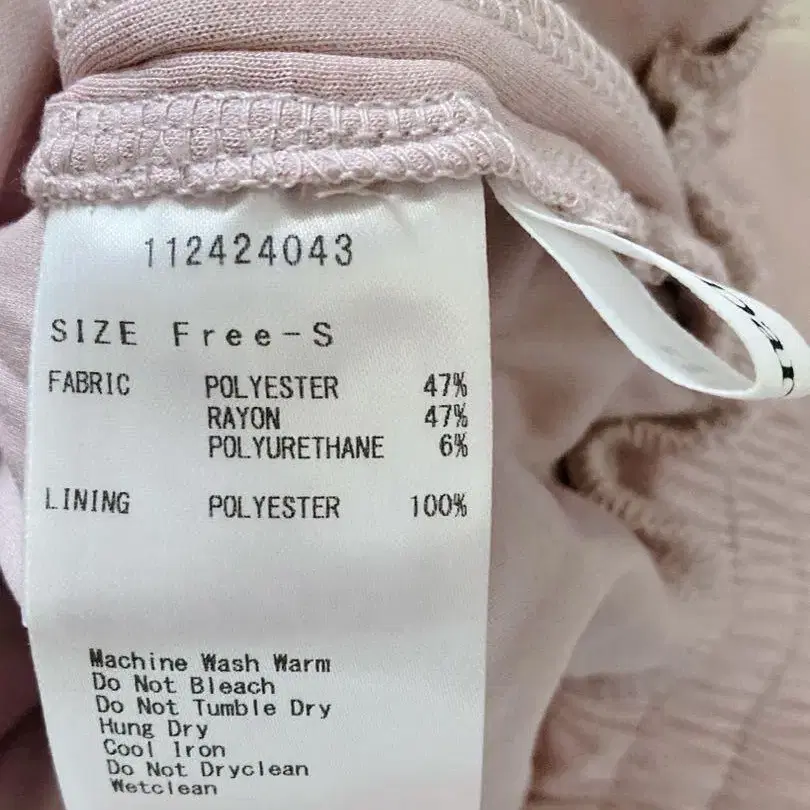 112424043
SIZE Free-S
FABRIC POLYESTER 47%
RAYON 47%
POLYURETHANE 6%
LINING POLYESTER 100%
Machine Wash Warm
Do Not Bleach
Do Not Tumble Dry
Hung Dry
Cool Iron
Do Not Dryclean
Wetclean